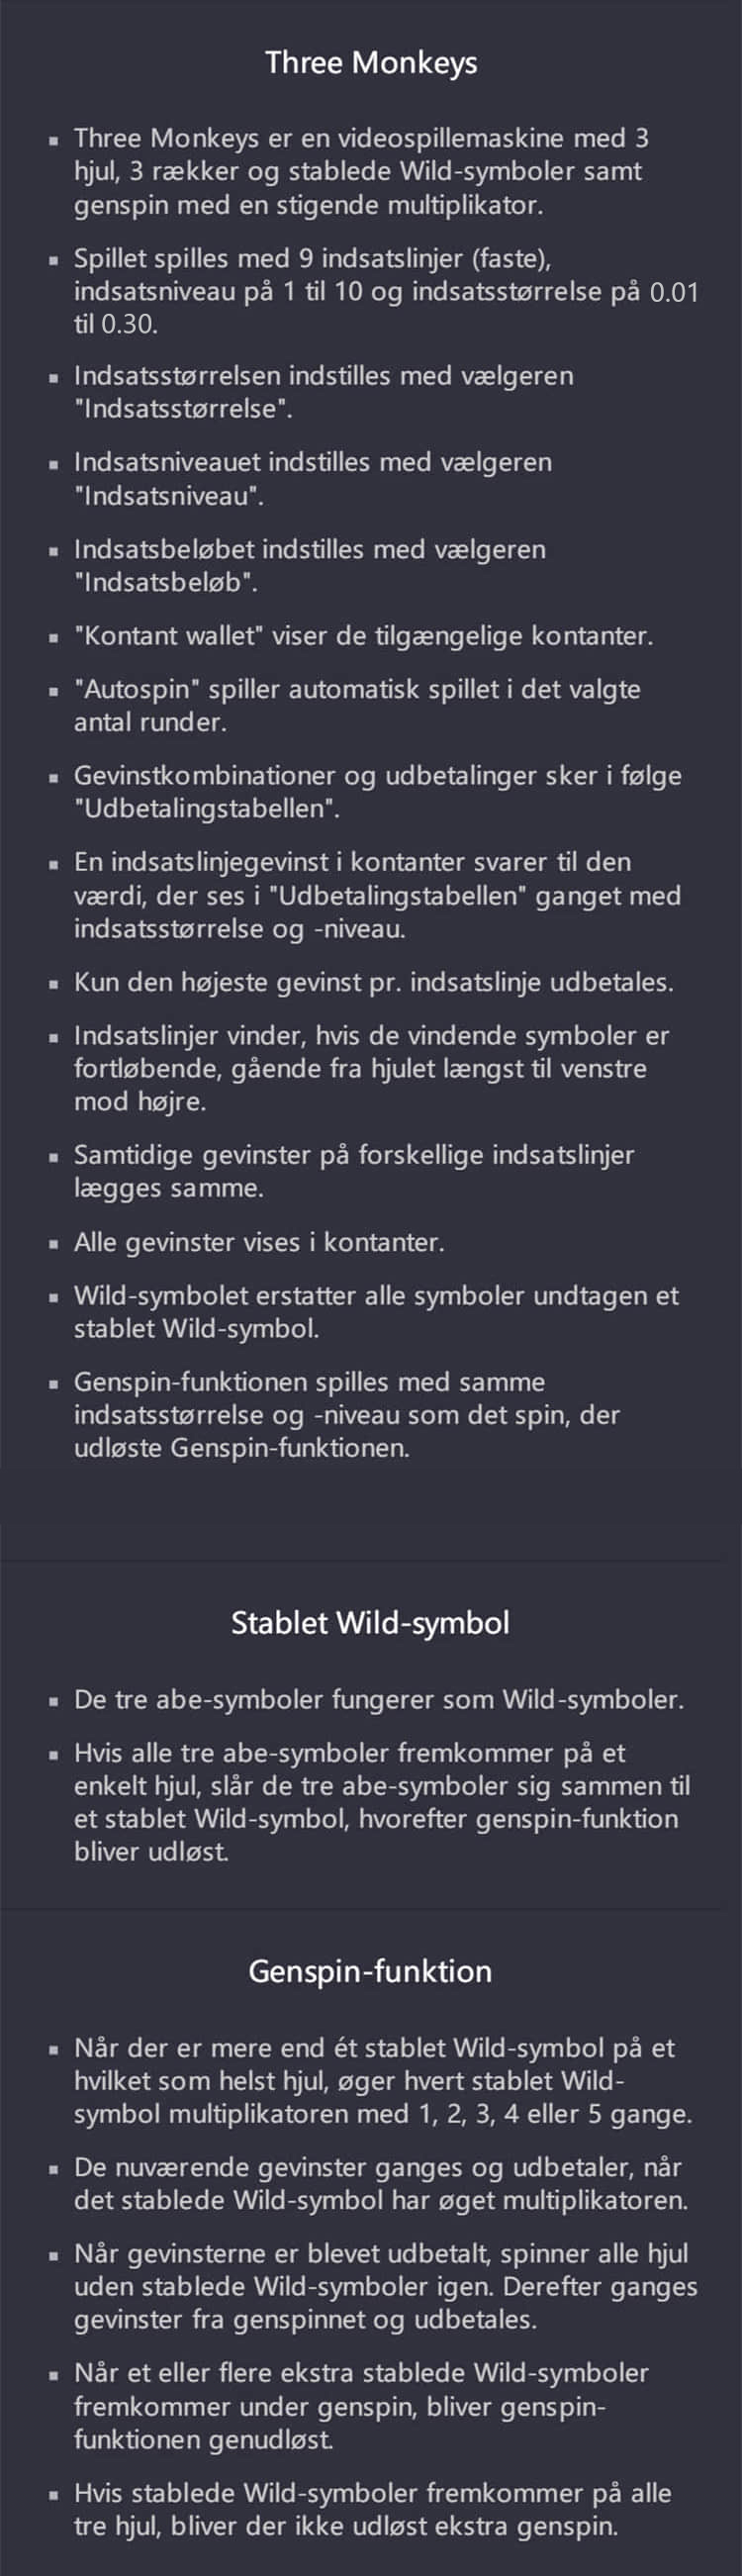 Three Monkeys
▪ Three Monkeys er en videospillemaskine med 3
hjul, 3 rækker og stablede Wild-symboler samt
genspin med en stigende multiplikator.
▪ Spillet spilles med 9 indsatslinjer (faste),
indsatsniveau på 1 til 10 og indsatsstørrelse på 0.01
til 0.30.
▪ Indsatsstørrelsen indstilles med vælgeren
"Indsatsstørrelse".
▪ Indsatsniveauet indstilles med vælgeren
"Indsatsniveau".
▪ Indsatsbeløbet indstilles med vælgeren
"Indsatsbeløb".
▪ "Kontant wallet" viser de tilgængelige kontanter.
▪ "Autospin" spiller automatisk spillet i det valgte
antal runder.
▪ Gevinstkombinationer og udbetalinger sker i følge
"Udbetalingstabellen".
▪ En indsatslinjegevinst i kontanter svarer til den
værdi, der ses i "Udbetalingstabellen" ganget med
indsatsstørrelse og -niveau.
▪ Kun den højeste gevinst pr. indsatslinje udbetales.
▪ Indsatslinjer vinder, hvis de vindende symboler er
fortløbende, gående fra hjulet længst til venstre
mod højre.
▪ Samtidige gevinster på forskellige indsatslinjer
lægges samme.
▪ Alle gevinster vises i kontanter.
▪ Wild-symbolet erstatter alle symboler undtagen et
stablet Wild-symbol.
▪ Genspin-funktionen spilles med samme
indsatsstørrelse og -niveau som det spin, der
udløste Genspin-funktionen.
Stablet Wild-symbol
▪ De tre abe-symboler fungerer som Wild-symboler.
▪ Hvis alle tre abe-symboler fremkommer på et
enkelt hjul, slår de tre abe-symboler sig sammen til
et stablet Wild-symbol, hvorefter genspin-funktion
bliver udløst.
Genspin-funktion
▪ Når der er mere end ét stablet Wild-symbol på et
hvilket som helst hjul, øger hvert stablet Wild-
symbol multiplikatoren med 1, 2, 3, 4 eller 5 gange.
▪ De nuværende gevinster ganges og udbetaler, når
det stablede Wild-symbol har øget multiplikatoren.
▪ Når gevinsterne er blevet udbetalt, spinner alle hjul
uden stablede Wild-symboler igen. Derefter ganges
gevinster fra genspinnet og udbetales.
▪ Når et eller flere ekstra stablede Wild-symboler
fremkommer under genspin, bliver genspin-
funktionen genudløst.
▪ Hvis stablede Wild-symboler fremkommer på alle
tre hjul, bliver der ikke udløst ekstra genspin.